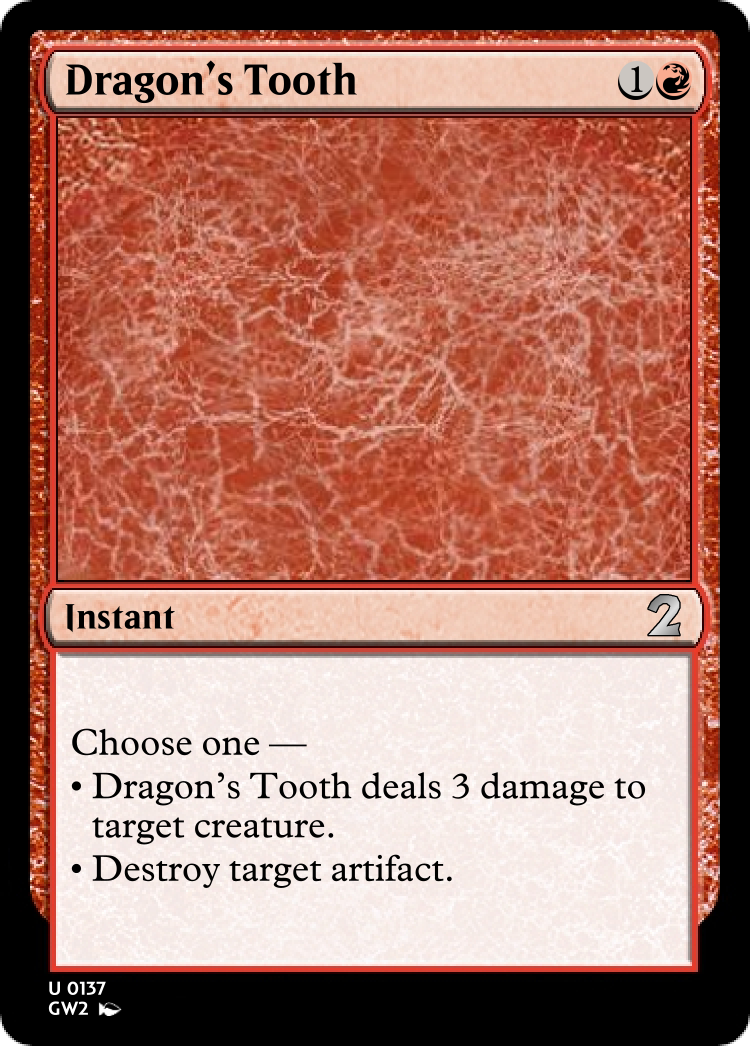 Dragon's Tooth 1
Instant 2
Choose one —
• Dragon's Tooth deals 3 damage to
target creature.
• Destroy target artifact.
U 0137
GW2